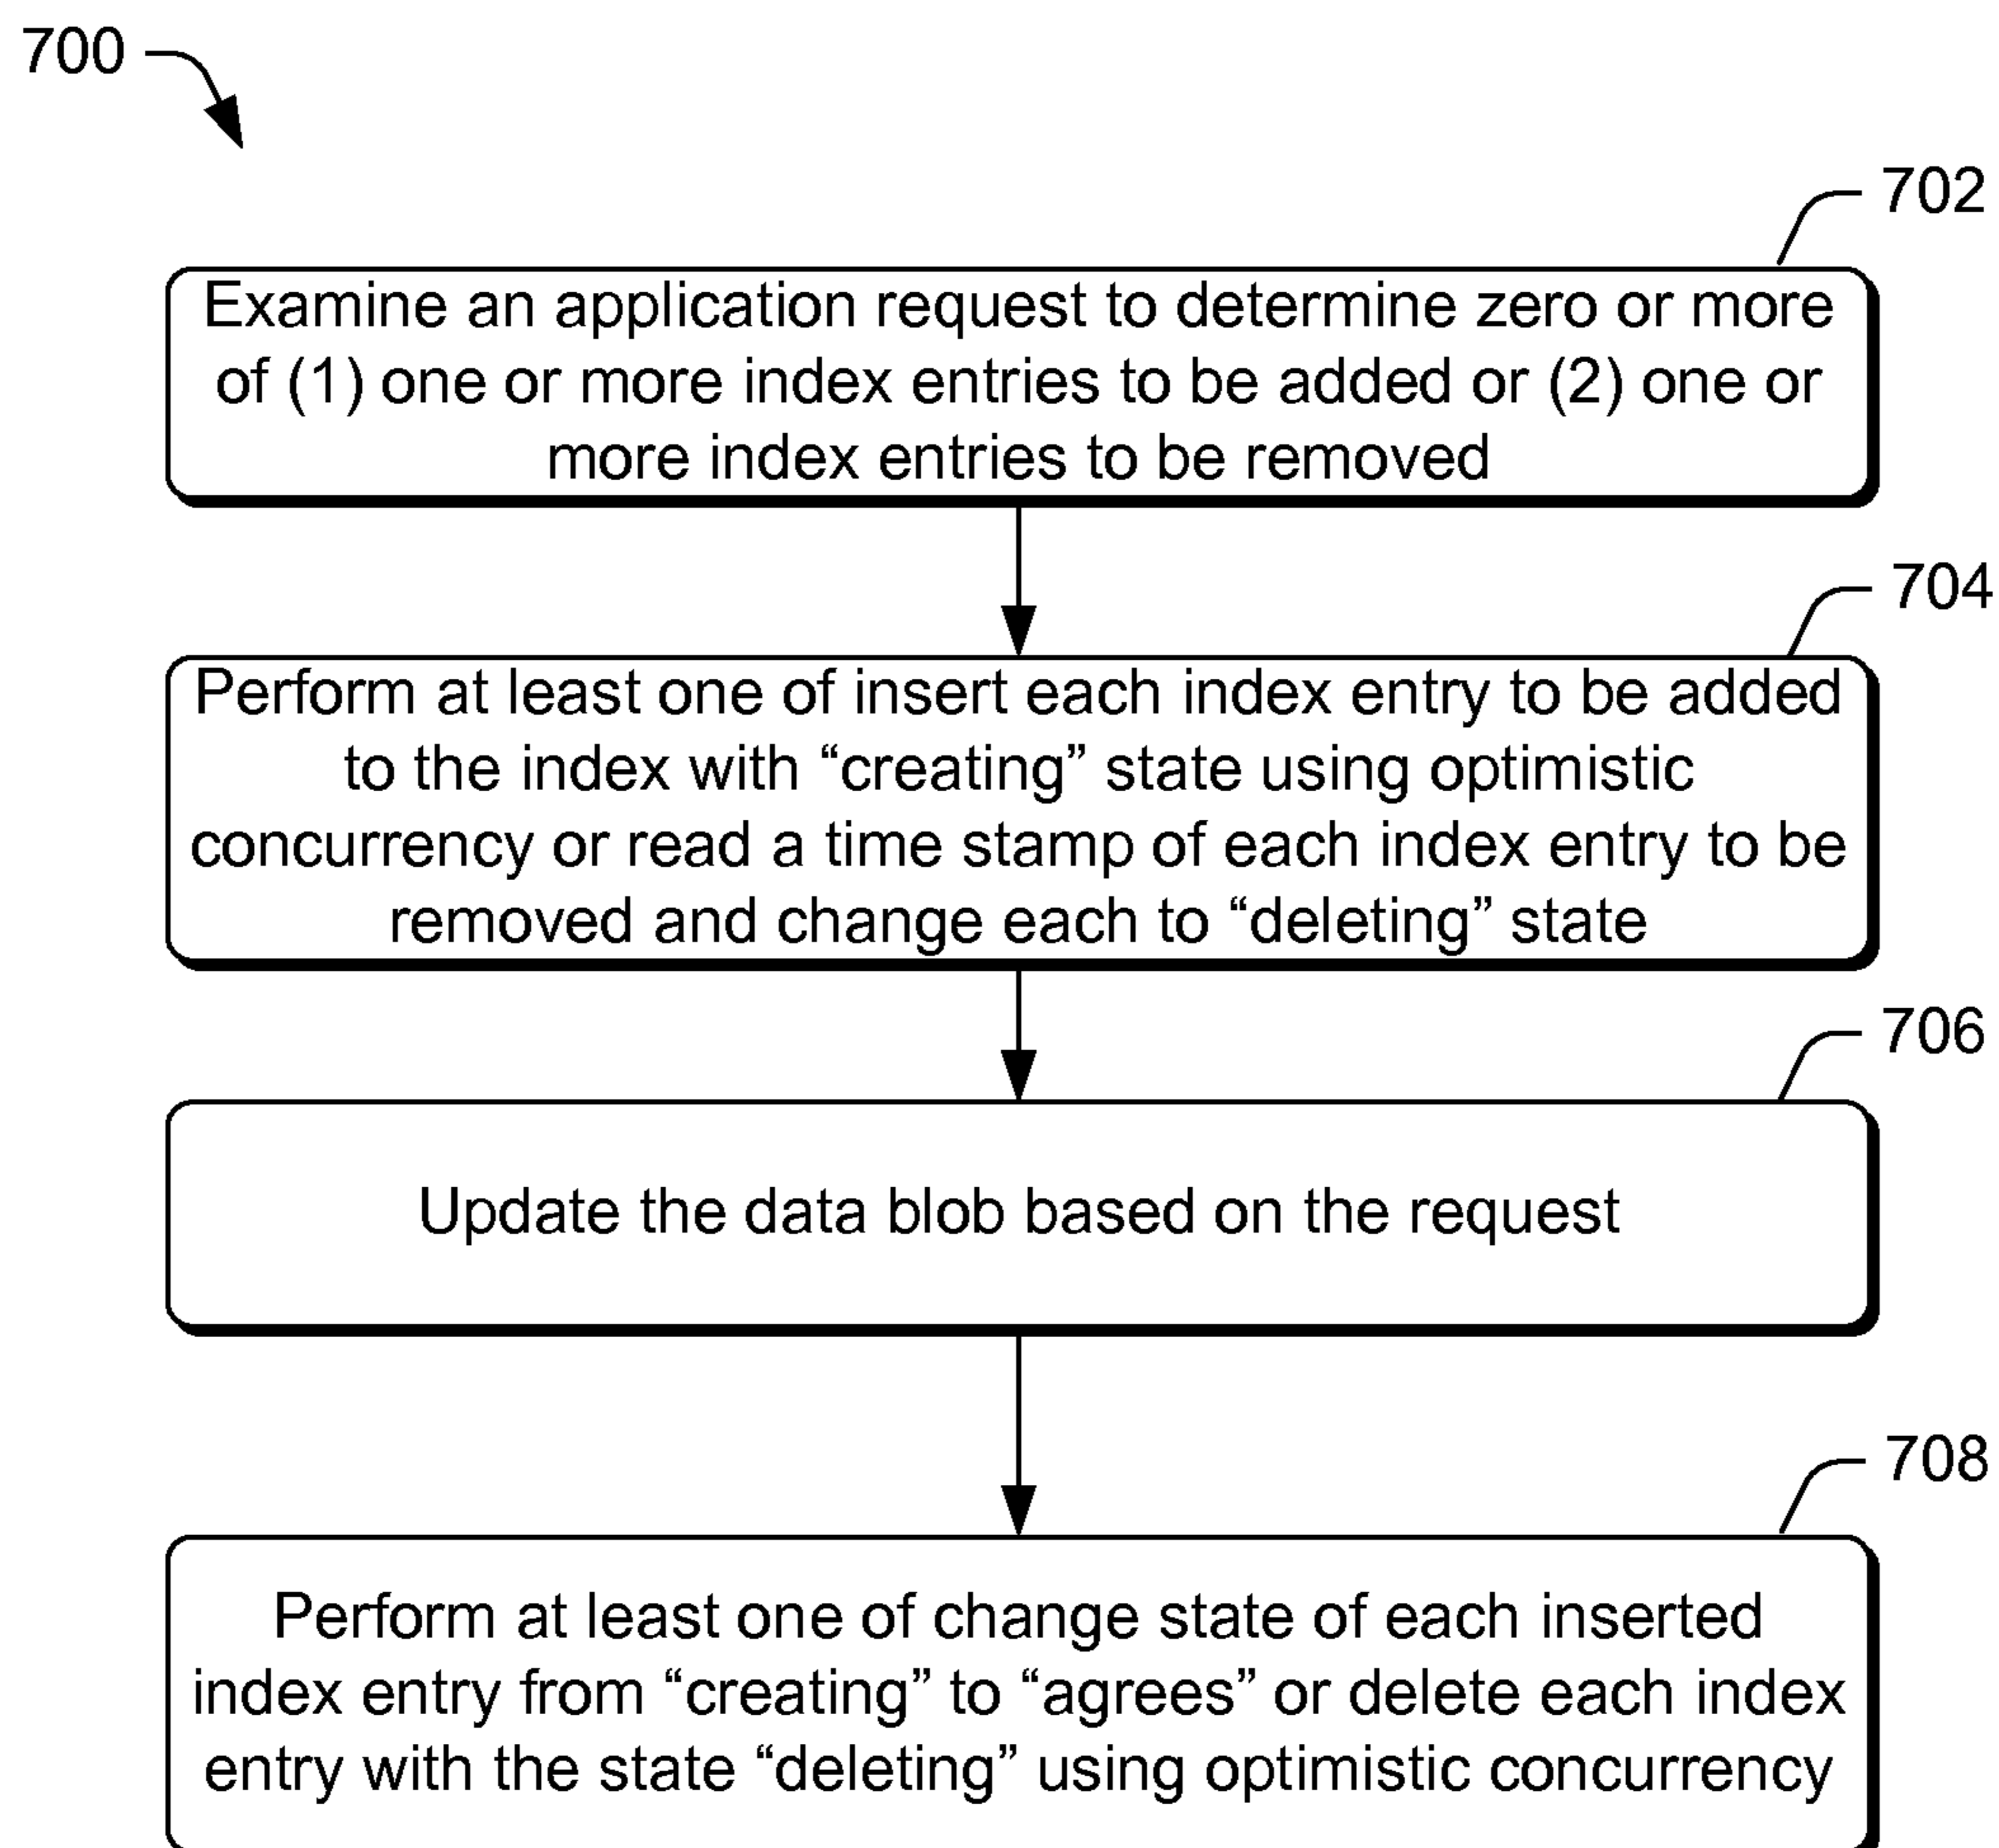 700
702
Examine an application request to determine zero or more
of (1) one or more index entries to be added or (2) one or
more index entries to be removed
704
Perform at least one of insert each index entry to be added
to the index with “creating” state using optimistic
concurrency or read a time stamp of each index entry to be
removed and change each to “deleting” state
706
Update the data blob based on the request
708
Perform at least one of change state of each inserted
index entry from “creating” to “agrees” or delete each index
entry with the state “deleting” using optimistic concurrency